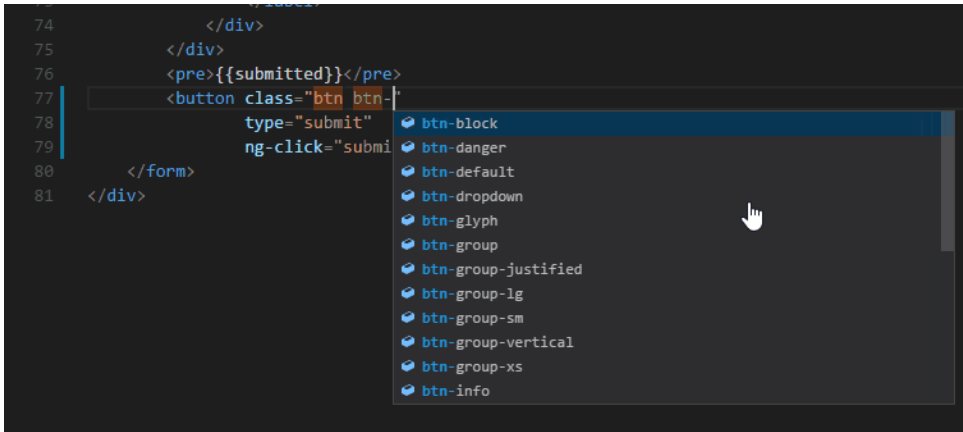 73 </label>
74 </div>
75 </div>
76 <pre>{{submitted}}</pre>
77 <button class="btn btn-"
78 type="submit"
79 ng-click="submi
80 </form>
81 </div>
btn-block
btn-danger
btn-default
btn-dropdown
btn-glyph
btn-group
btn-group-justified
btn-group-lg
btn-group-sm
btn-group-vertical
btn-group-xs
btn-info